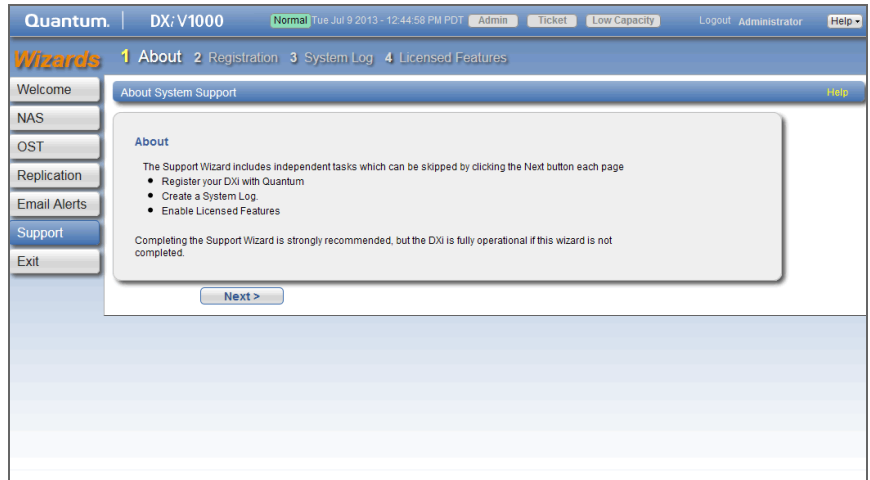 Quantum. DXi V1000 Normal Tue Jul 9 2013 - 12:44:58 PM PDT Admin Ticket Low Capacity Logout Administrator Help
Wizards 1 About 2 Registration 3 System Log 4 Licensed Features
Welcome
NAS
OST
Replication
Email Alerts
Support
Exit
About System Support Help
About
The Support Wizard includes independent tasks which can be skipped by clicking the Next button each page
• Register your DXi with Quantum
• Create a System Log.
• Enable Licensed Features
Completing the Support Wizard is strongly recommended, but the DXi is fully operational if this wizard is not
completed.
Next >